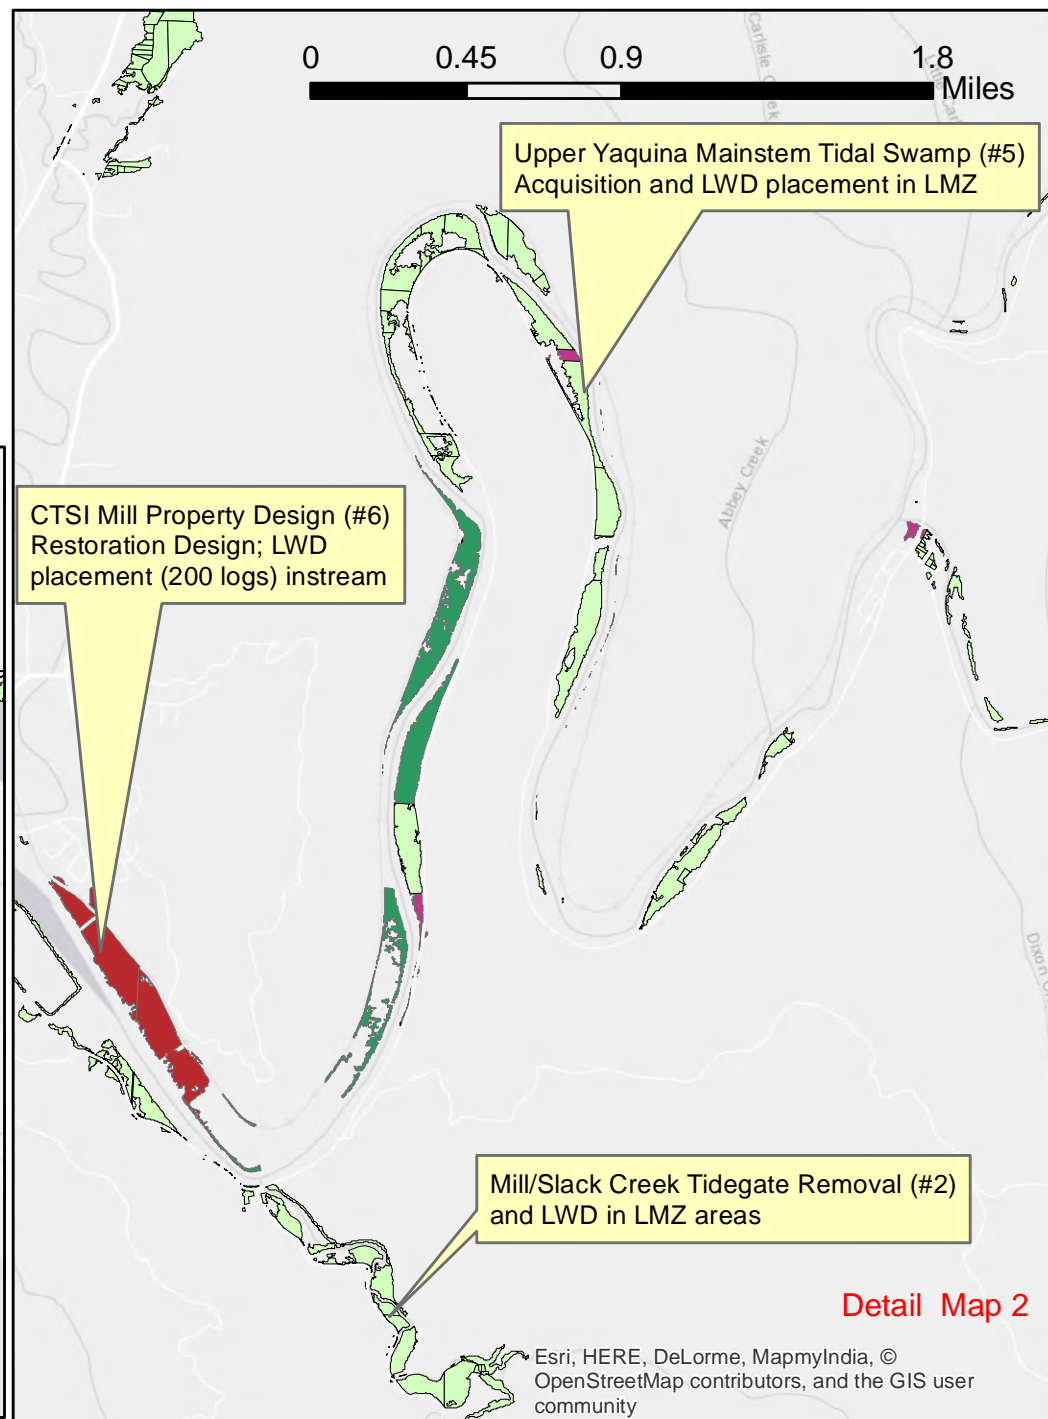 0 0.45 0.9 1.8
Miles
Carlisle Creek
Upper Yaquina Mainstem Tidal Swamp (#5)
Acquisition and LWD placement in LMZ
CTSI Mill Property Design (#6)
Restoration Design; LWD
placement (200 logs) instream
Abbey Creek
Dixon
Mill/Slack Creek Tidegate Removal (#2)
and LWD in LMZ areas
Detail Map 2
Esri, HERE, DeLorme, MapmyIndia, ©
OpenStreetMap contributors, and the GIS user
community